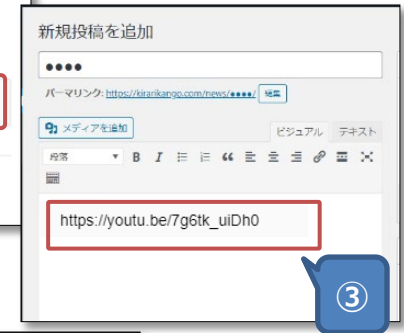 新規投稿を追加
●●●●
パーマリンク: https://kirarikango.com/news/●●●●/ 編集
メディアを追加
ビジュアル テキスト
段落 B I
https://youtu.be/7g6tk_uiDh0
③